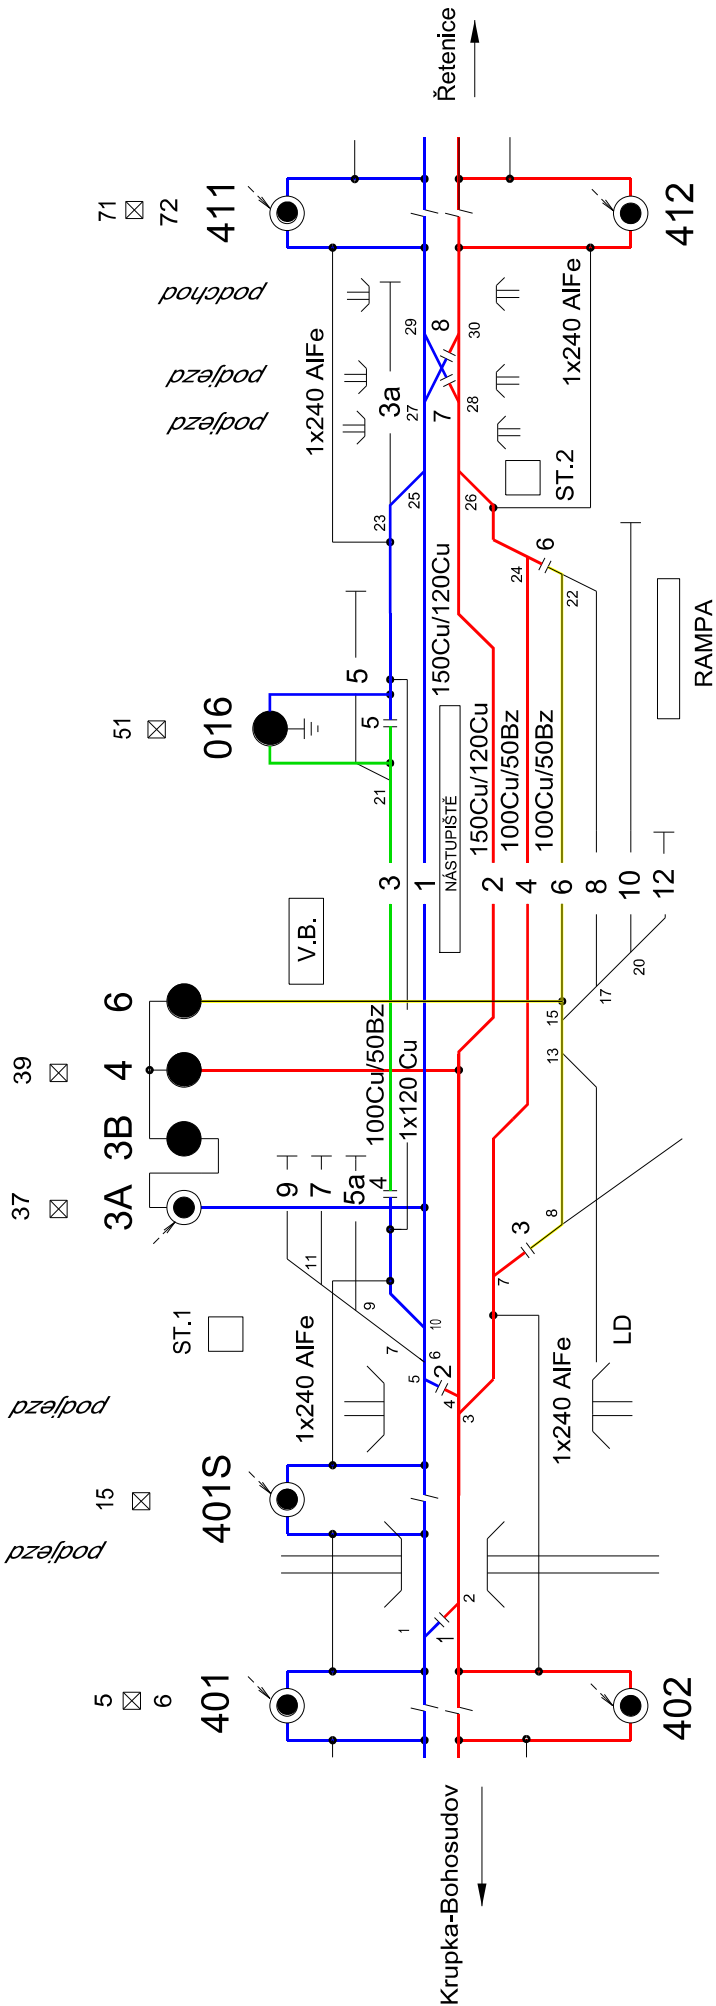 Řetenice
71
72
411
412
podchod
podjezd
podjezd
1x240 AlFe
1x240 AlFe
3a
29
8
30
27
7
28
25
23
26
ST.2
24
6
22
150Cu/120Cu
5
51
016
5
21
NÁSTUPIŠTĚ
150Cu/120Cu
100Cu/50Bz
100Cu/50Bz
RAMPA
3
1
2
4
6
8
10
12
V.B.
20
17
15
13
39
6
4
3B
3A
37
100Cu/50Bz
1x120 Cu
9
7
5a
4
11
9
7
10
6
5
2
4
3
3
8
7
ST.1
1x240 AlFe
1x240 AlFe
LD
podjezd
15
401S
podjezd
1
1
2
5
6
401
402
Krupka-Bohosudov